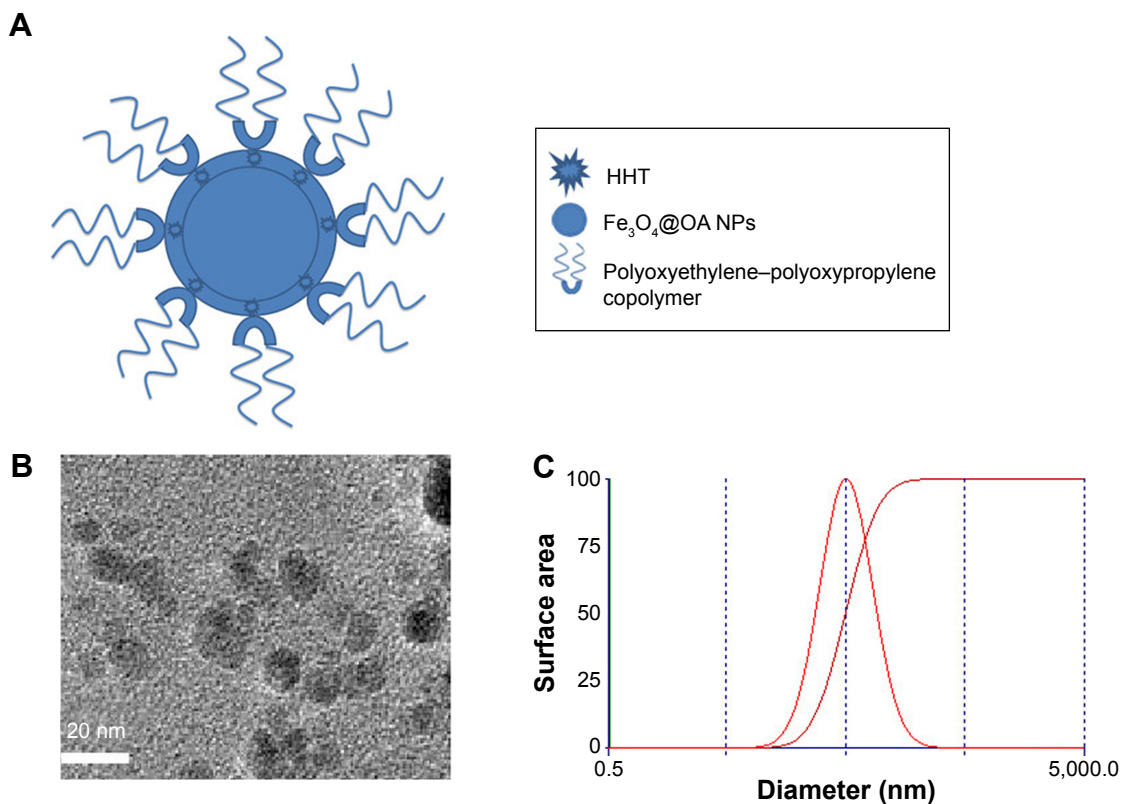 A
HHT
Fe₃O₄@OA NPs
Polyoxyethylene–polyoxypropylene
copolymer
B
20 nm
C
100
75
50
25
0
Surface area
0.5
5,000.0
Diameter (nm)